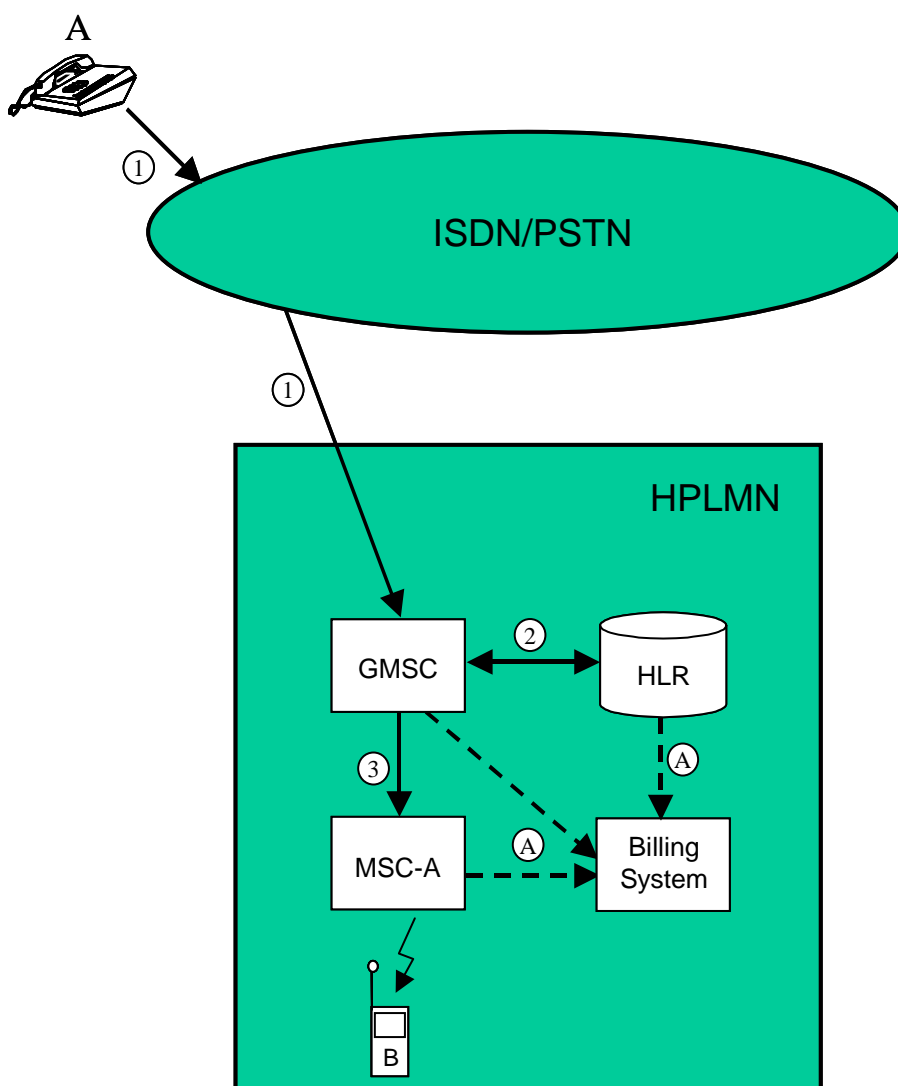 A
1
ISDN/PSTN
1
HPLMN
GMSC
2
HLR
3
A
MSC-A
A
Billing
System
B